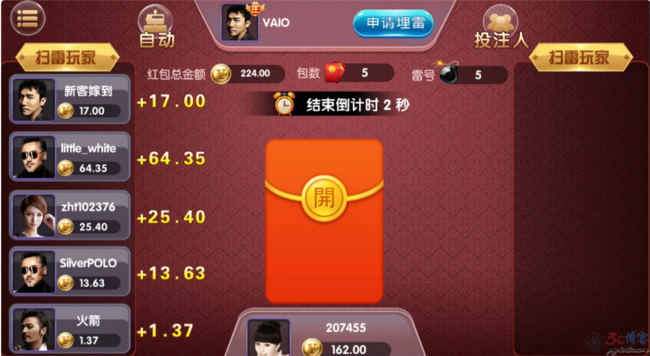 庄
VAIO
申请埋雷
自动
投注人
扫雷玩家
扫雷玩家
红包总金额 224.00 包数 5 雷号 5
结束倒计时 2 秒
新客嫁到
17.00
+17.00
little_white
64.35
+64.35
zht102376
25.40
+25.40
SilverPOLO
13.63
+13.63
火箭
1.37
+1.37
開
207455
162.00
3c博客